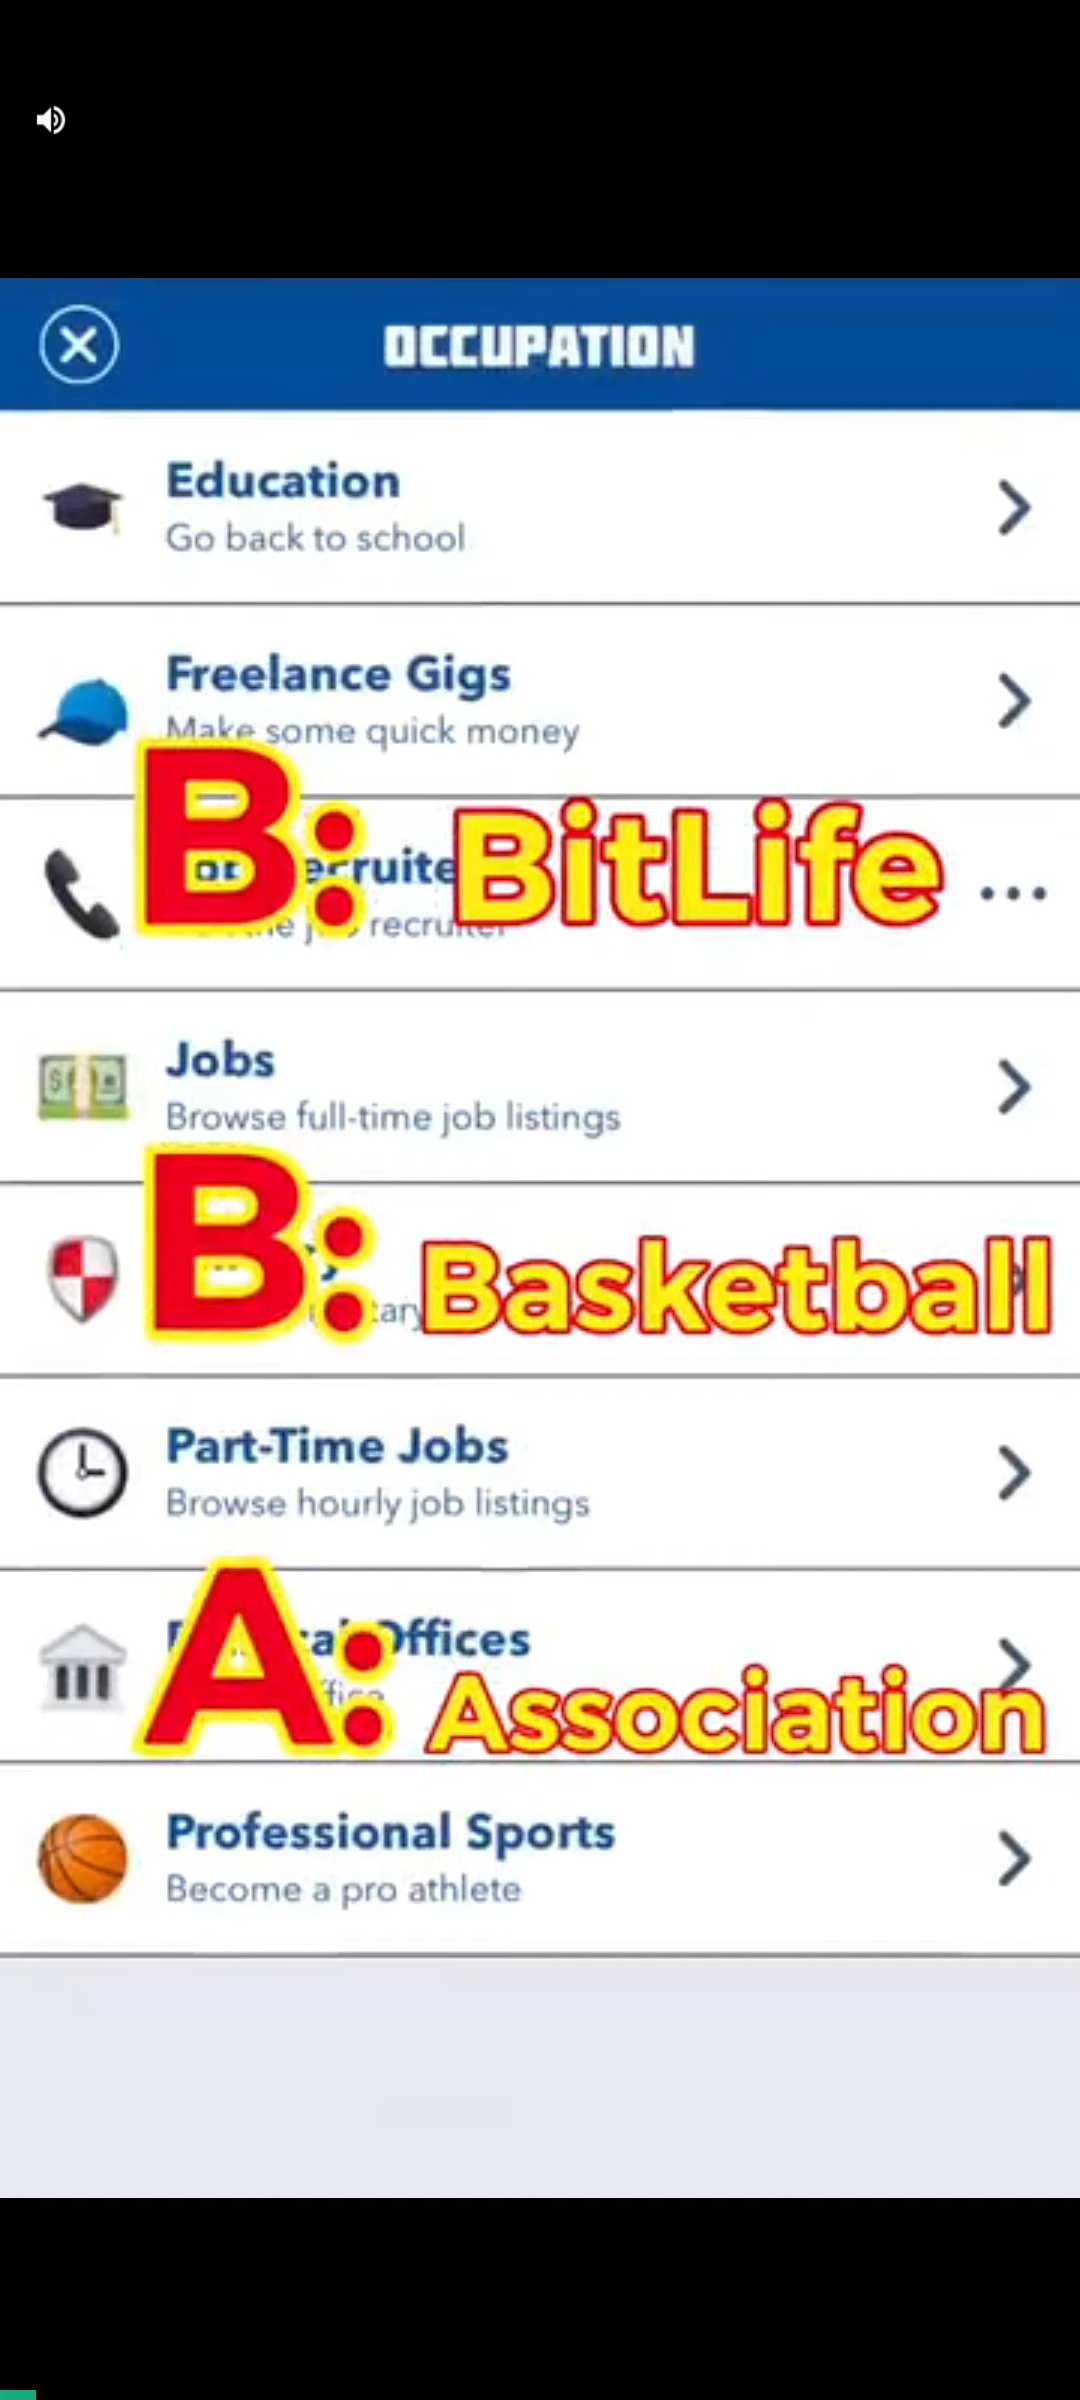 OCCUPATION
Education
Go back to school
Freelance Gigs
Make some quick money
B: BitLife
Jobs
Browse full-time job listings
B: Basketball
Part-Time Jobs
Browse hourly job listings
Offices
A: Association
Professional Sports
Become a pro athlete